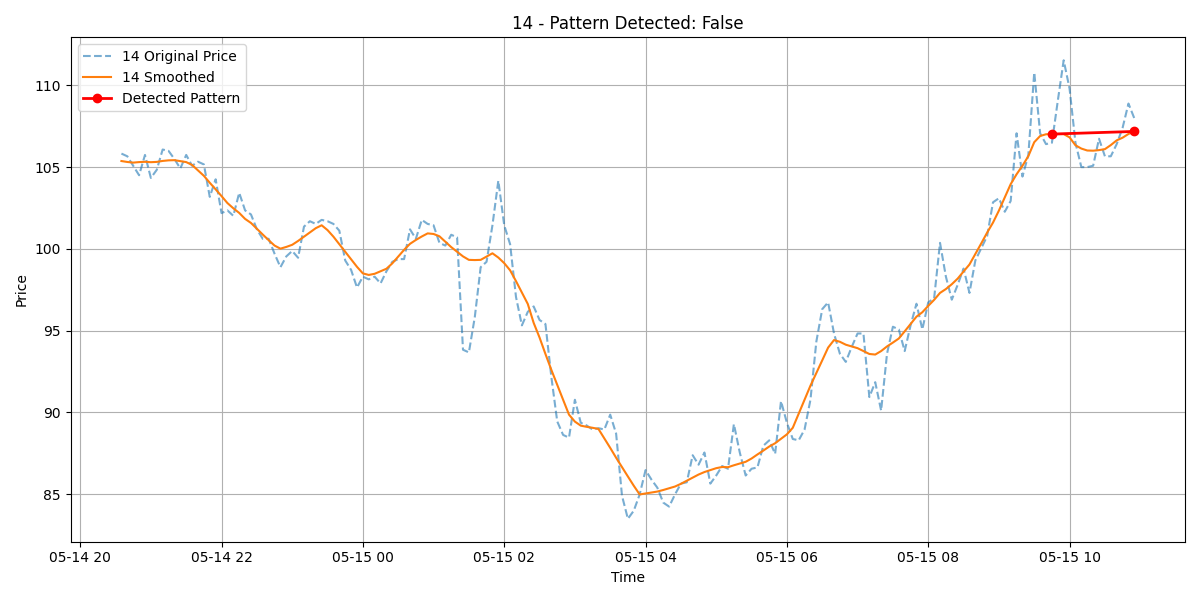 14 - Pattern Detected: False
14 Original Price
14 Smoothed
Detected Pattern
Price
110
105
100
95
90
85
05-14 20
05-14 22
05-15 00
05-15 02
05-15 04
05-15 06
05-15 08
05-15 10
Time